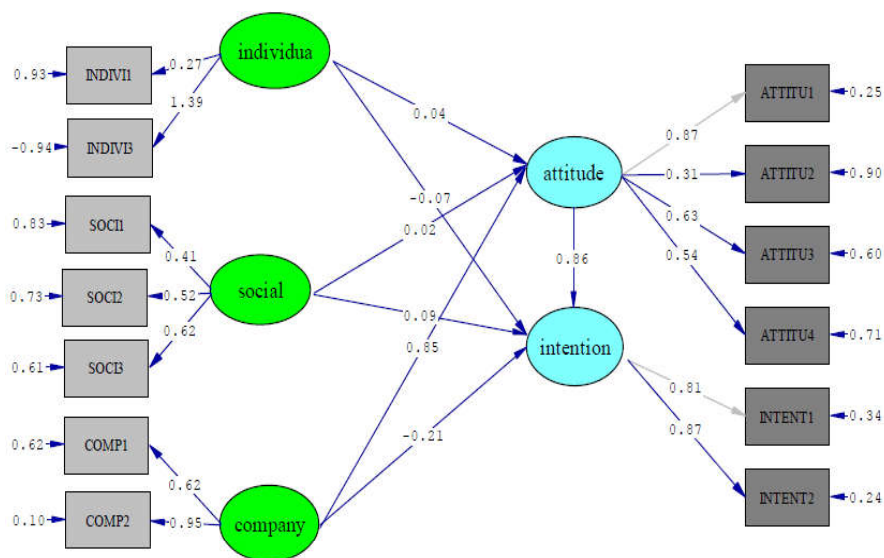 individua
0.93
INDIVI1
0.27
1.39
-0.94
INDIVI3
0.04
ATTITU1
0.25
0.87
attitude
0.31
ATTITU2
0.90
-0.07
0.63
0.83
SOCI1
0.41
0.02
0.54
ATTITU3
0.60
0.73
SOCI2
0.52
social
0.86
0.62
0.09
ATTITU4
0.71
0.61
SOCI3
0.85
intention
0.81
INTENT1
0.34
0.62
COMP1
0.62
-0.21
0.87
0.10
COMP2
0.95
company
INTENT2
0.24